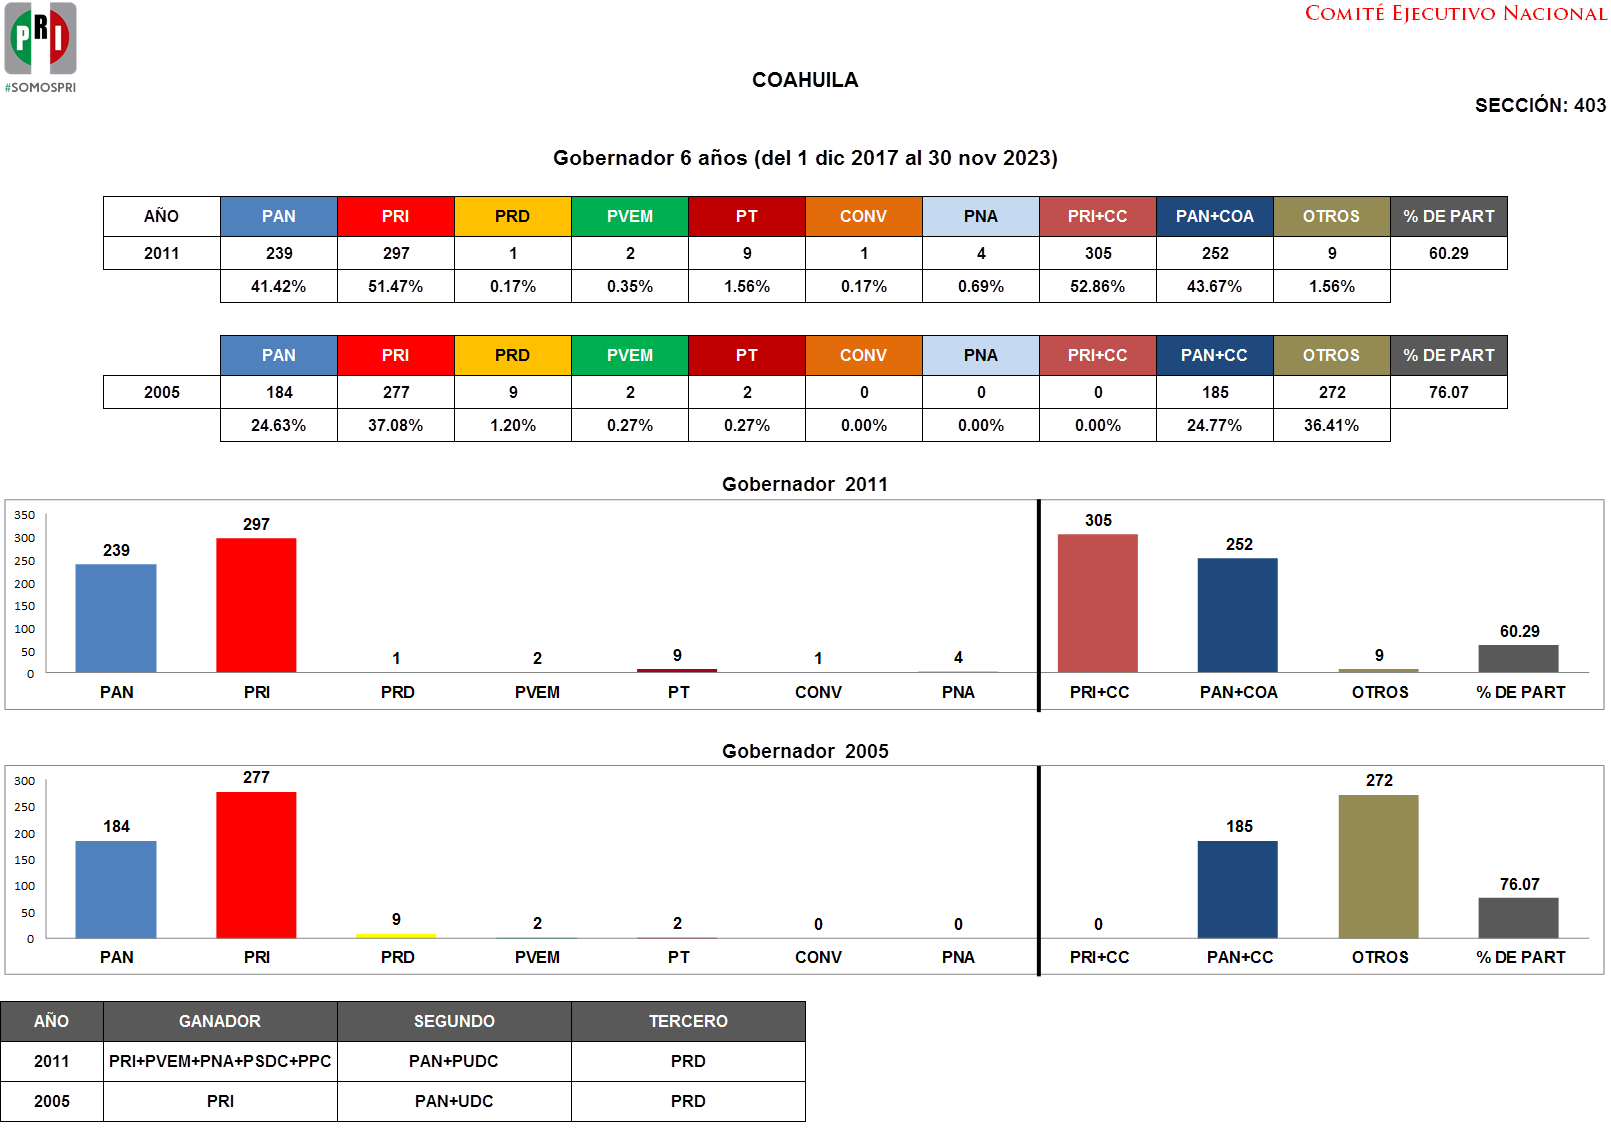 PRI
#SOMOSPRI
COMITÉ EJECUTIVO NACIONAL
COAHUILA
SECCIÓN: 403
Gobernador 6 años (del 1 dic 2017 al 30 nov 2023)
AÑO PAN PRI PRD PVEM PT CONV PNA PRI+CC PAN+COA OTROS % DE PART
2011 239 297 1 2 9 1 4 305 252 9 60.29
41.42% 51.47% 0.17% 0.35% 1.56% 0.17% 0.69% 52.86% 43.67% 1.56%
PAN PRI PRD PVEM PT CONV PNA PRI+CC PAN+CC OTROS % DE PART
2005 184 277 9 2 2 0 0 0 185 272 76.07
24.63% 37.08% 1.20% 0.27% 0.27% 0.00% 0.00% 0.00% 24.77% 36.41%
Gobernador 2011
350
300
250
200
150
100
50
0
239 297 1 2 9 1 4 305 252 9 60.29
PAN PRI PRD PVEM PT CONV PNA PRI+CC PAN+COA OTROS % DE PART
Gobernador 2005
300
250
200
150
100
50
0
184 277 9 2 2 0 0 0 185 272 76.07
PAN PRI PRD PVEM PT CONV PNA PRI+CC PAN+CC OTROS % DE PART
AÑO GANADOR SEGUNDO TERCERO
2011 PRI+PVEM+PNA+PSDC+PPC PAN+PUDC PRD
2005 PRI PAN+UDC PRD